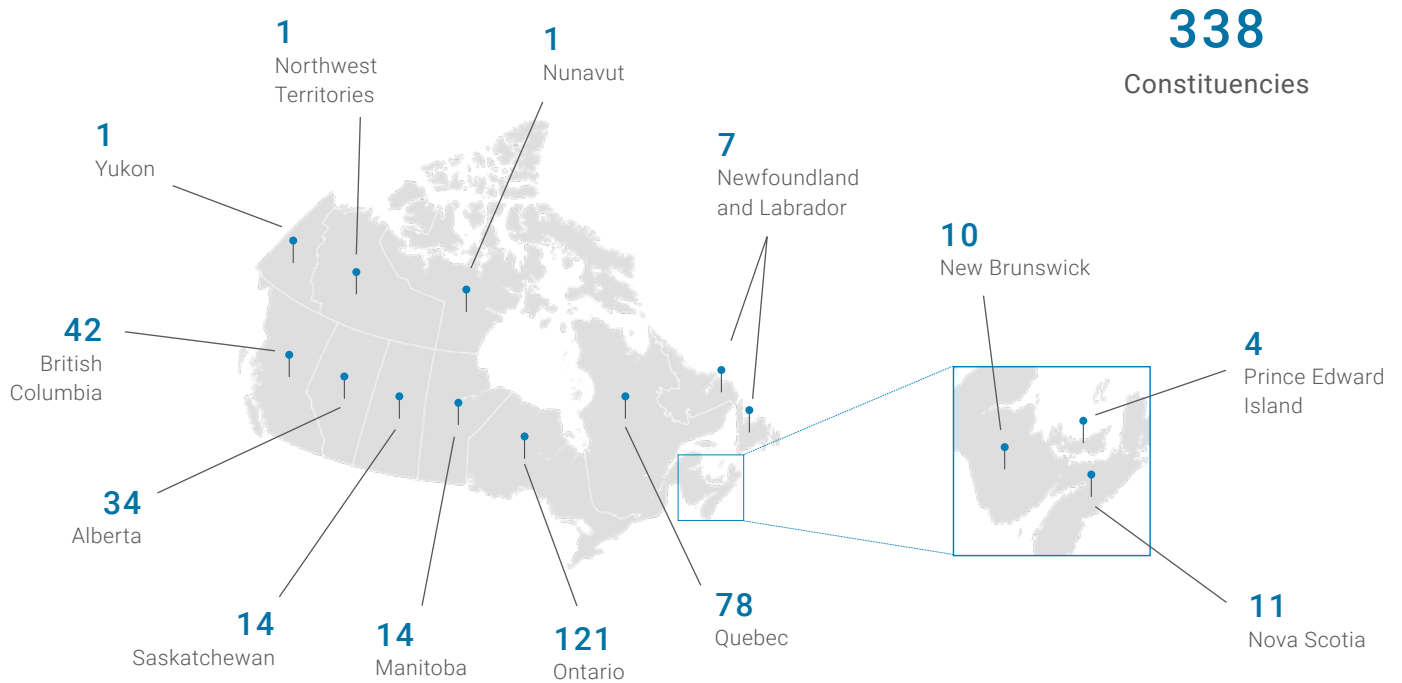 338
Constituencies
1
Northwest
Territories
1
Nunavut
1
Yukon
7
Newfoundland
and Labrador
10
New Brunswick
42
British
Columbia
4
Prince Edward
Island
34
Alberta
14
Saskatchewan
14
Manitoba
121
Ontario
78
Quebec
11
Nova Scotia